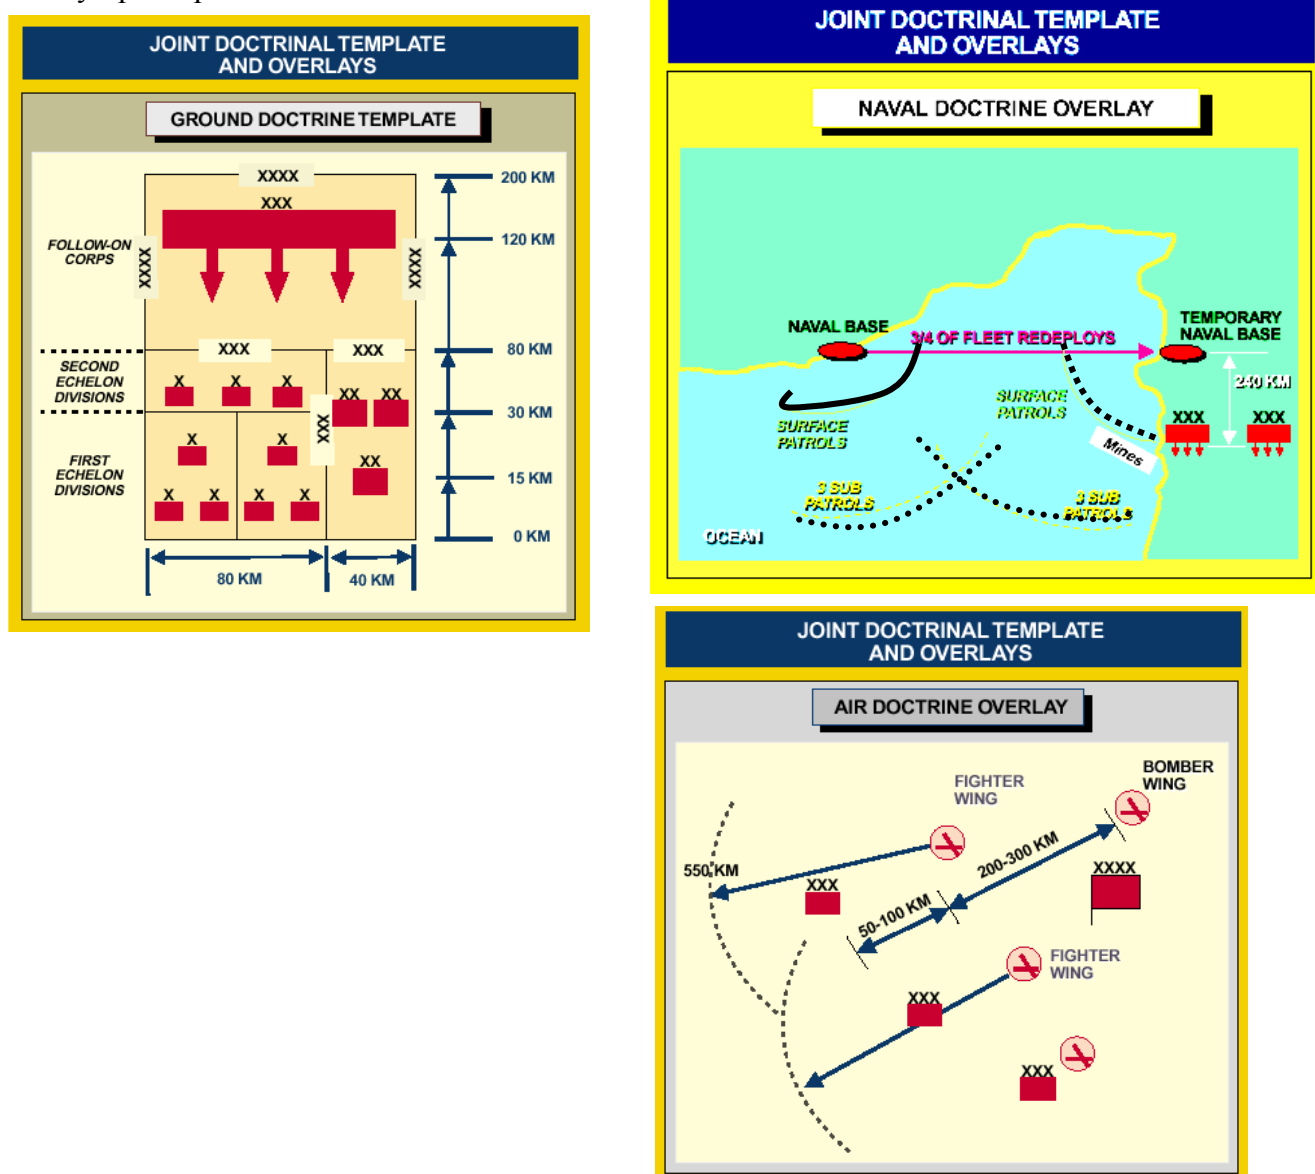 JOINT DOCTRINAL TEMPLATE
AND OVERLAYS
GROUND DOCTRINE TEMPLATE
XXXX
XXX
XXXX
XXXX
FOLLOW-ON
CORPS
200 KM
120 KM
XXX
XXX
80 KM
SECOND
ECHELON
DIVISIONS
X
X
X
XX
XX
30 KM
XXX
X
X
FIRST
ECHELON
DIVISIONS
XX
15 KM
X
X
X
X
0 KM
80 KM
40 KM
JOINT DOCTRINAL TEMPLATE
AND OVERLAYS
NAVAL DOCTRINE OVERLAY
NAVAL BASE
3/4 OF FLEET REDEPLOYS
TEMPORARY
NAVAL BASE
240 KM
SURFACE
PATROLS
SURFACE
PATROLS
XXX
XXX
Mines
3 SUB
PATROLS
3 SUB
PATROLS
OCEAN
JOINT DOCTRINAL TEMPLATE
AND OVERLAYS
AIR DOCTRINE OVERLAY
BOMBER
WING
FIGHTER
WING
550 KM
200-300 KM
XXXX
XXX
50-100 KM
FIGHTER
WING
XXX
XXX